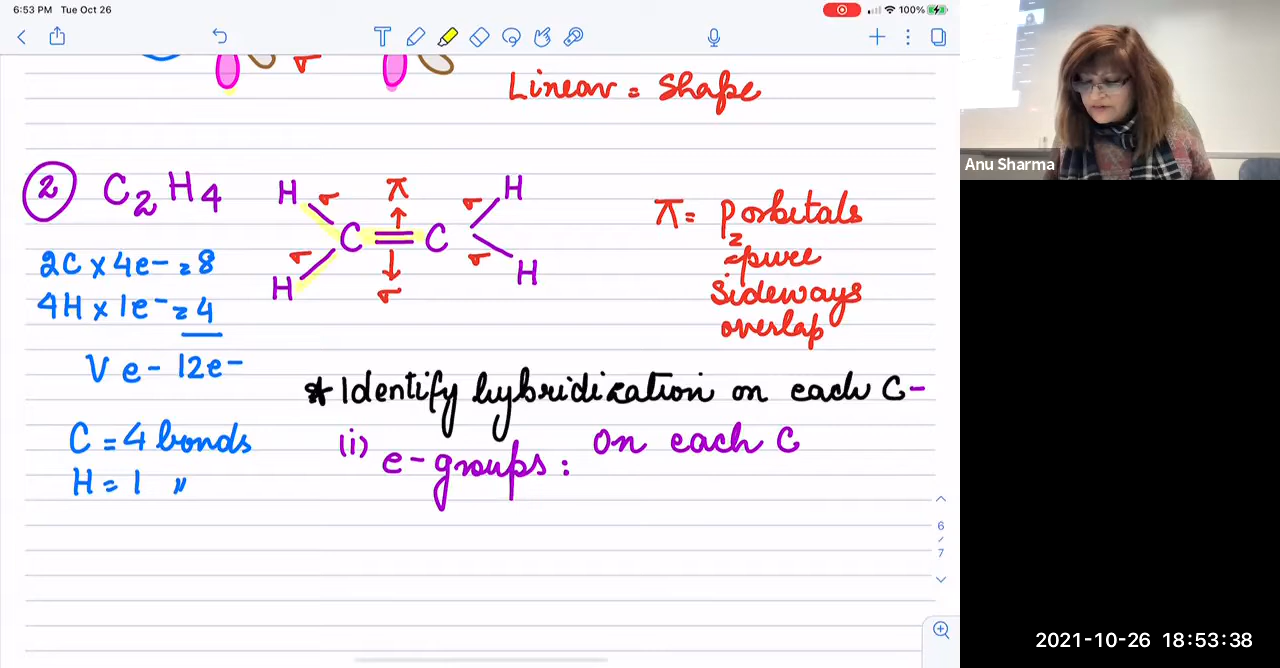 6:53 PM Tue Oct 26
100%
Linear = Shape
② C2H4
H σ π σ H
C = C
σ σ
H σ H
2C x 4e- = 8
4H x 1e- = 4
V e - 12e-
C = 4 bonds
H = 1 "
π = p orbitals
= pure
sideways
overlap
* Identify hybridization on each C-
(i) e- groups : on each C
6
7
Anu Sharma
2021-10-26 18:53:38